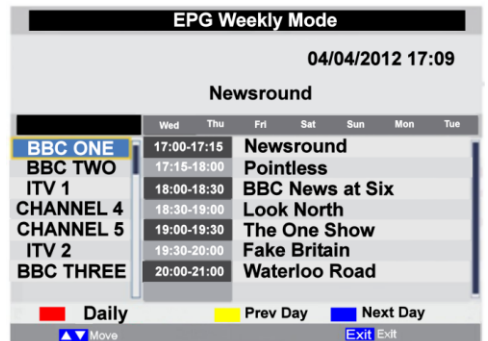 EPG Weekly Mode
04/04/2012 17:09
Newsround
Wed Thu Fri Sat Sun Mon Tue
BBC ONE 17:00-17:15 Newsround
BBC TWO 17:15-18:00 Pointless
ITV 1 18:00-18:30 BBC News at Six
CHANNEL 4 18:30-19:00 Look North
CHANNEL 5 19:00-19:30 The One Show
ITV 2 19:30-20:00 Fake Britain
BBC THREE 20:00-21:00 Waterloo Road
Daily Prev Day Next Day
Move Exit Exit